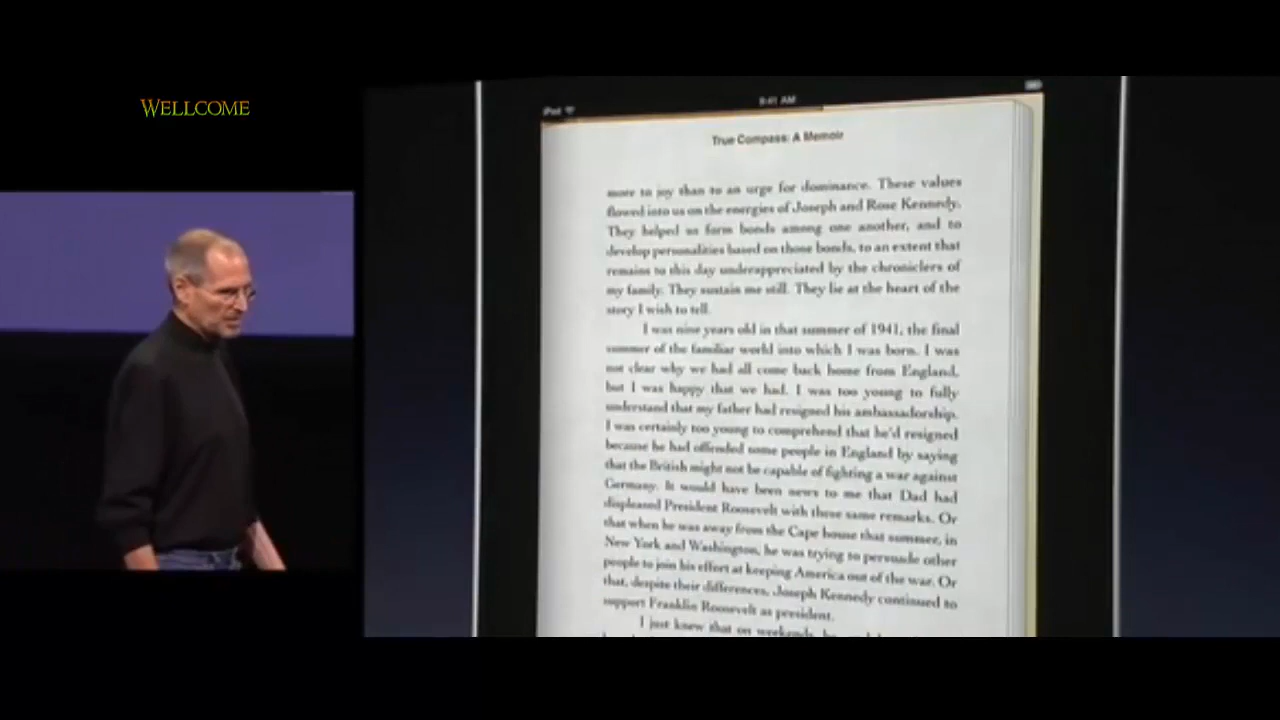 WELLCOME
iPad
9:41 AM
True Compass: A Memoir
more to joy than to an urge for dominance. These values
flowed into us on the energies of Joseph and Rose Kennedy.
They helped us form bonds among one another, and to
develop personalities based on those bonds, to an extent that
remains to this day underappreciated by the chroniclers of
my family. They sustain me still. They lie at the heart of the
story I wish to tell.
I was nine years old in that summer of 1941, the final
summer of the familiar world into which I was born. I was
not clear why we had all come back home from England,
but I was happy that we had. I was too young to fully
understand that my father had resigned his ambassadorship.
I was certainly too young to comprehend that he'd resigned
because he had offended some people in England by saying
that the British might not be capable of fighting a war against
Germany. It would have been news to me that Dad had
displeased President Roosevelt with these same remarks. Or
that when he was away from the Cape house that summer, in
New York and Washington, he was trying to persuade other
people to join his effort at keeping America out of the war. Or
that, despite their differences, Joseph Kennedy continued to
support Franklin Roosevelt as president.
I just knew that on weekends,